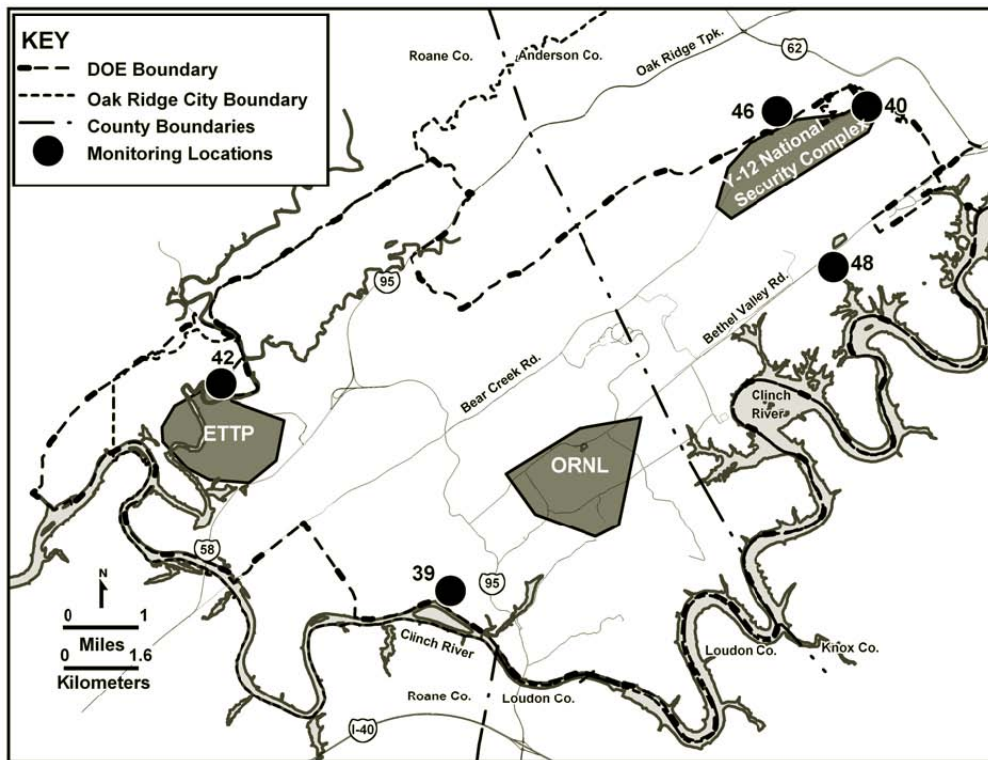 KEY
DOE Boundary
Oak Ridge City Boundary
County Boundaries
Monitoring Locations
Roane Co.
Anderson Co.
Oak Ridge Tpk.
62
46
40
Y-12 National
Security Complex
48
95
Bethel Valley Rd.
Bear Creek Rd.
42
ETTP
Clinch
River
ORNL
58
39
95
N
0 1
Miles
0 1.6
Kilometers
Clinch River
Loudon Co.
Knox Co.
Roane Co.
Loudon Co.
I-40